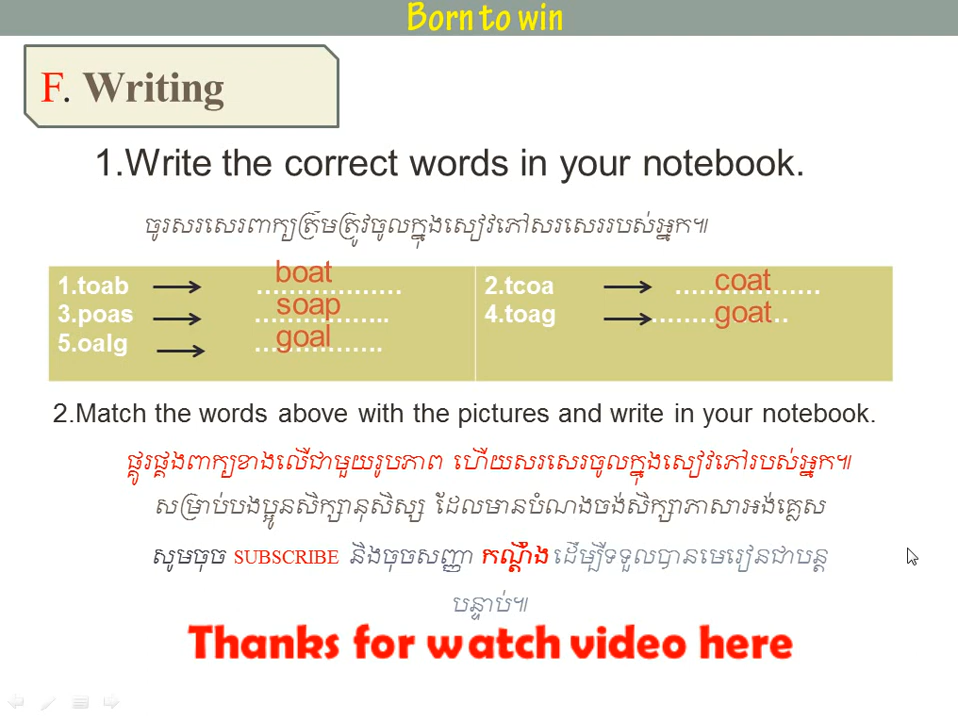 Born to win
F. Writing
1.Write the correct words in your notebook.
ចូរសរសេរពាក្យត្រឹមត្រូវចូលក្នុងសៀវភៅសរសេររបស់អ្នក៕
1.toab → boat ………………
2.tcoa → coat ………………
3.poas → soap ……………..
4.toag → goat ……………..
5.oalg → goal …………….
2.Match the words above with the pictures and write in your notebook.
ផ្គូរផ្គងពាក្យខាងលើជាមួយរូបភាព ហើយសរសេរចូលក្នុងសៀវភៅរបស់អ្នក៕
សម្រាប់បងប្អូនសិក្សានុសិស្ស ដែលមានបំណងចង់សិក្សាភាសាអង់គ្លេស
សូមចុច SUBSCRIBE និងចុចសញ្ញា កណ្ដឹង ដើម្បីទទួលបានមេរៀនជាបន្ត
បន្ទាប់៕
Thanks for watch video here